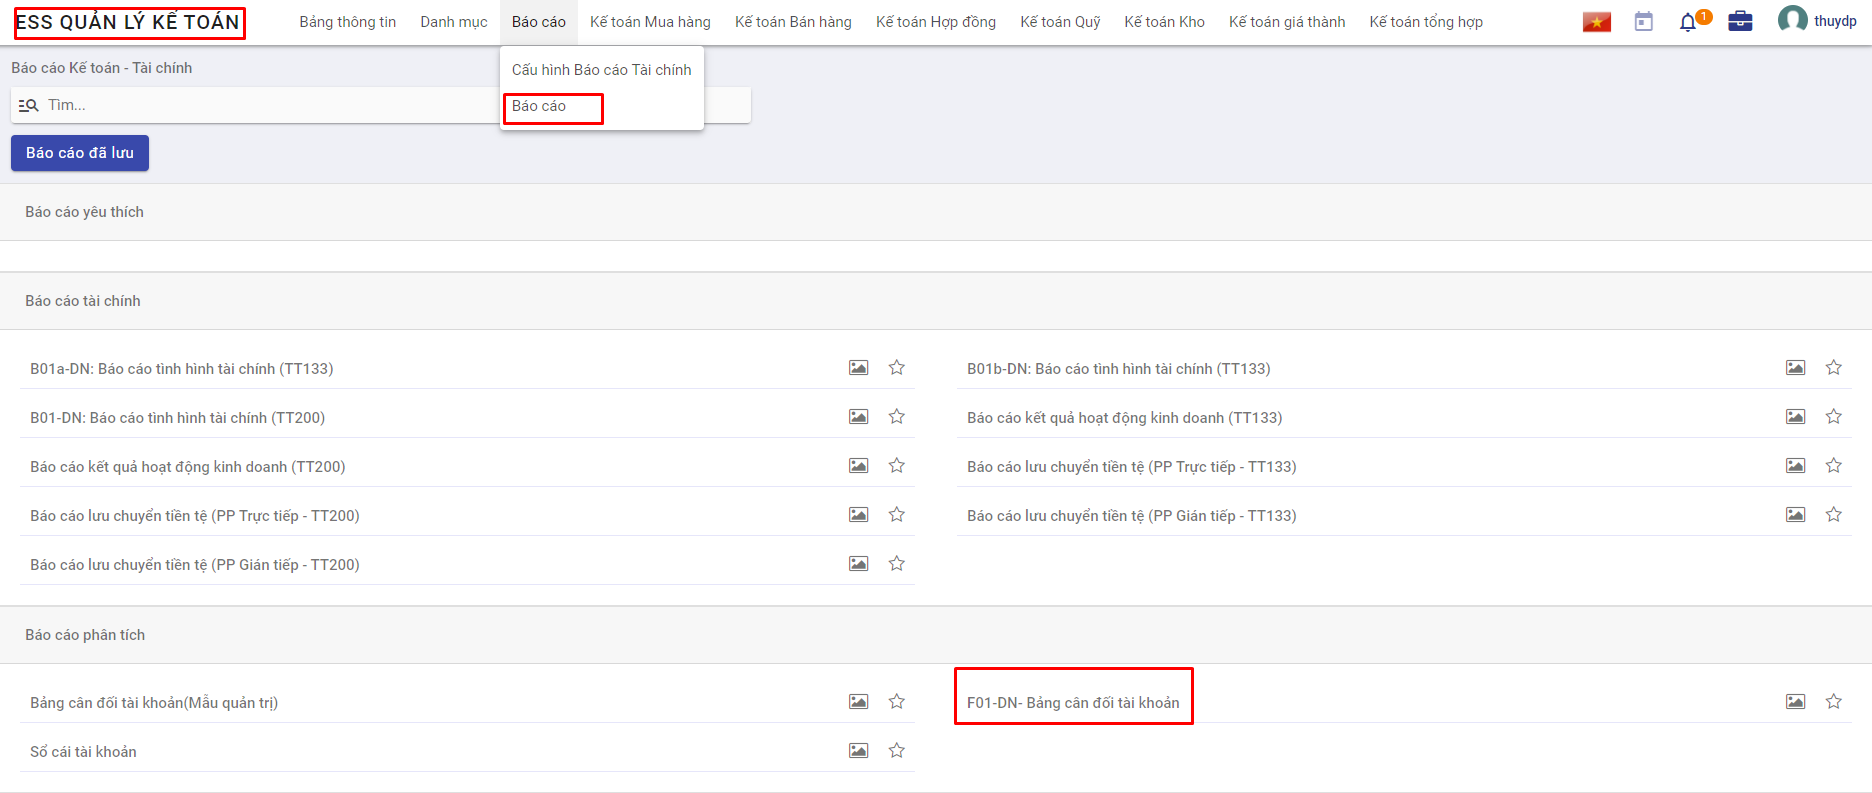 ESS QUẢN LÝ KẾ TOÁN
Bảng thông tin
Danh mục
Báo cáo
Kế toán Mua hàng
Kế toán Bán hàng
Kế toán Hợp đồng
Kế toán Quỹ
Kế toán Kho
Kế toán giá thành
Kế toán tổng hợp
1
thuydp
Cấu hình Báo cáo Tài chính
Báo cáo
Báo cáo Kế toán - Tài chính
Tìm...
Báo cáo đã lưu
Báo cáo yêu thích
Báo cáo tài chính
B01a-DN: Báo cáo tình hình tài chính (TT133)
B01b-DN: Báo cáo tình hình tài chính (TT133)
B01-DN: Báo cáo tình hình tài chính (TT200)
Báo cáo kết quả hoạt động kinh doanh (TT133)
Báo cáo kết quả hoạt động kinh doanh (TT200)
Báo cáo lưu chuyển tiền tệ (PP Trực tiếp - TT133)
Báo cáo lưu chuyển tiền tệ (PP Trực tiếp - TT200)
Báo cáo lưu chuyển tiền tệ (PP Gián tiếp - TT133)
Báo cáo lưu chuyển tiền tệ (PP Gián tiếp - TT200)
Báo cáo phân tích
Bảng cân đối tài khoản(Mẫu quản trị)
F01-DN- Bảng cân đối tài khoản
Sổ cái tài khoản